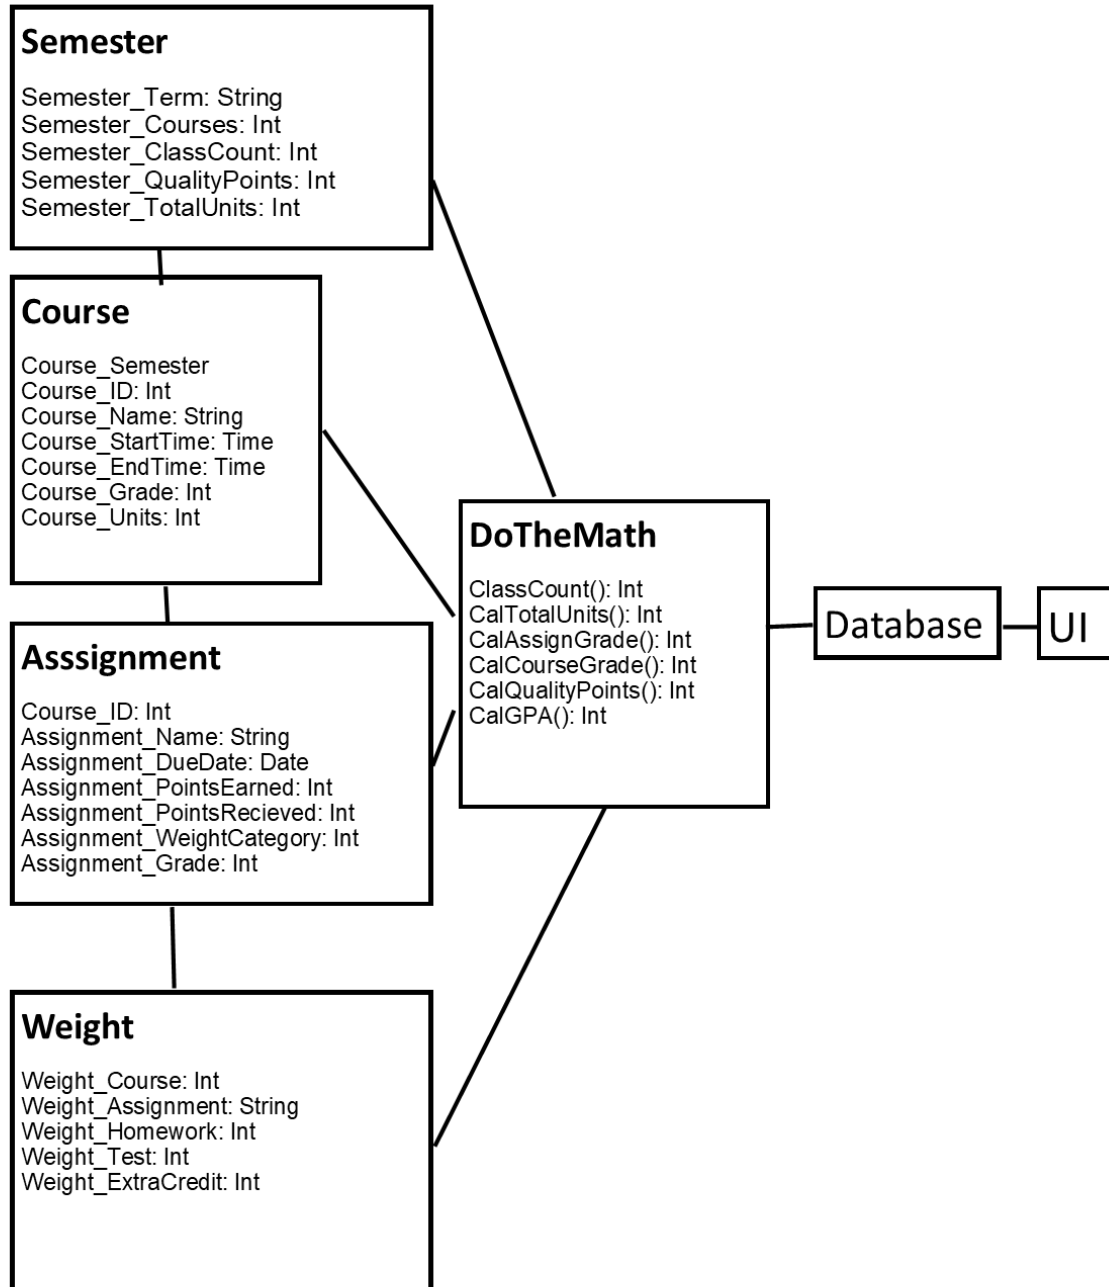 Semester
Semester_Term: String
Semester_Courses: Int
Semester_ClassCount: Int
Semester_QualityPoints: Int
Semester_TotalUnits: Int
Course
Course_Semester
Course_ID: Int
Course_Name: String
Course_StartTime: Time
Course_EndTime: Time
Course_Grade: Int
Course_Units: Int
Asssignment
Course_ID: Int
Assignment_Name: String
Assignment_DueDate: Date
Assignment_PointsEarned: Int
Assignment_PointsRecieved: Int
Assignment_WeightCategory: Int
Assignment_Grade: Int
Weight
Weight_Course: Int
Weight_Assignment: String
Weight_Homework: Int
Weight_Test: Int
Weight_ExtraCredit: Int
DoTheMath
ClassCount(): Int
CalTotalUnits(): Int
CalAssignGrade(): Int
CalCourseGrade(): Int
CalQualityPoints(): Int
CalGPA(): Int
Database
UI